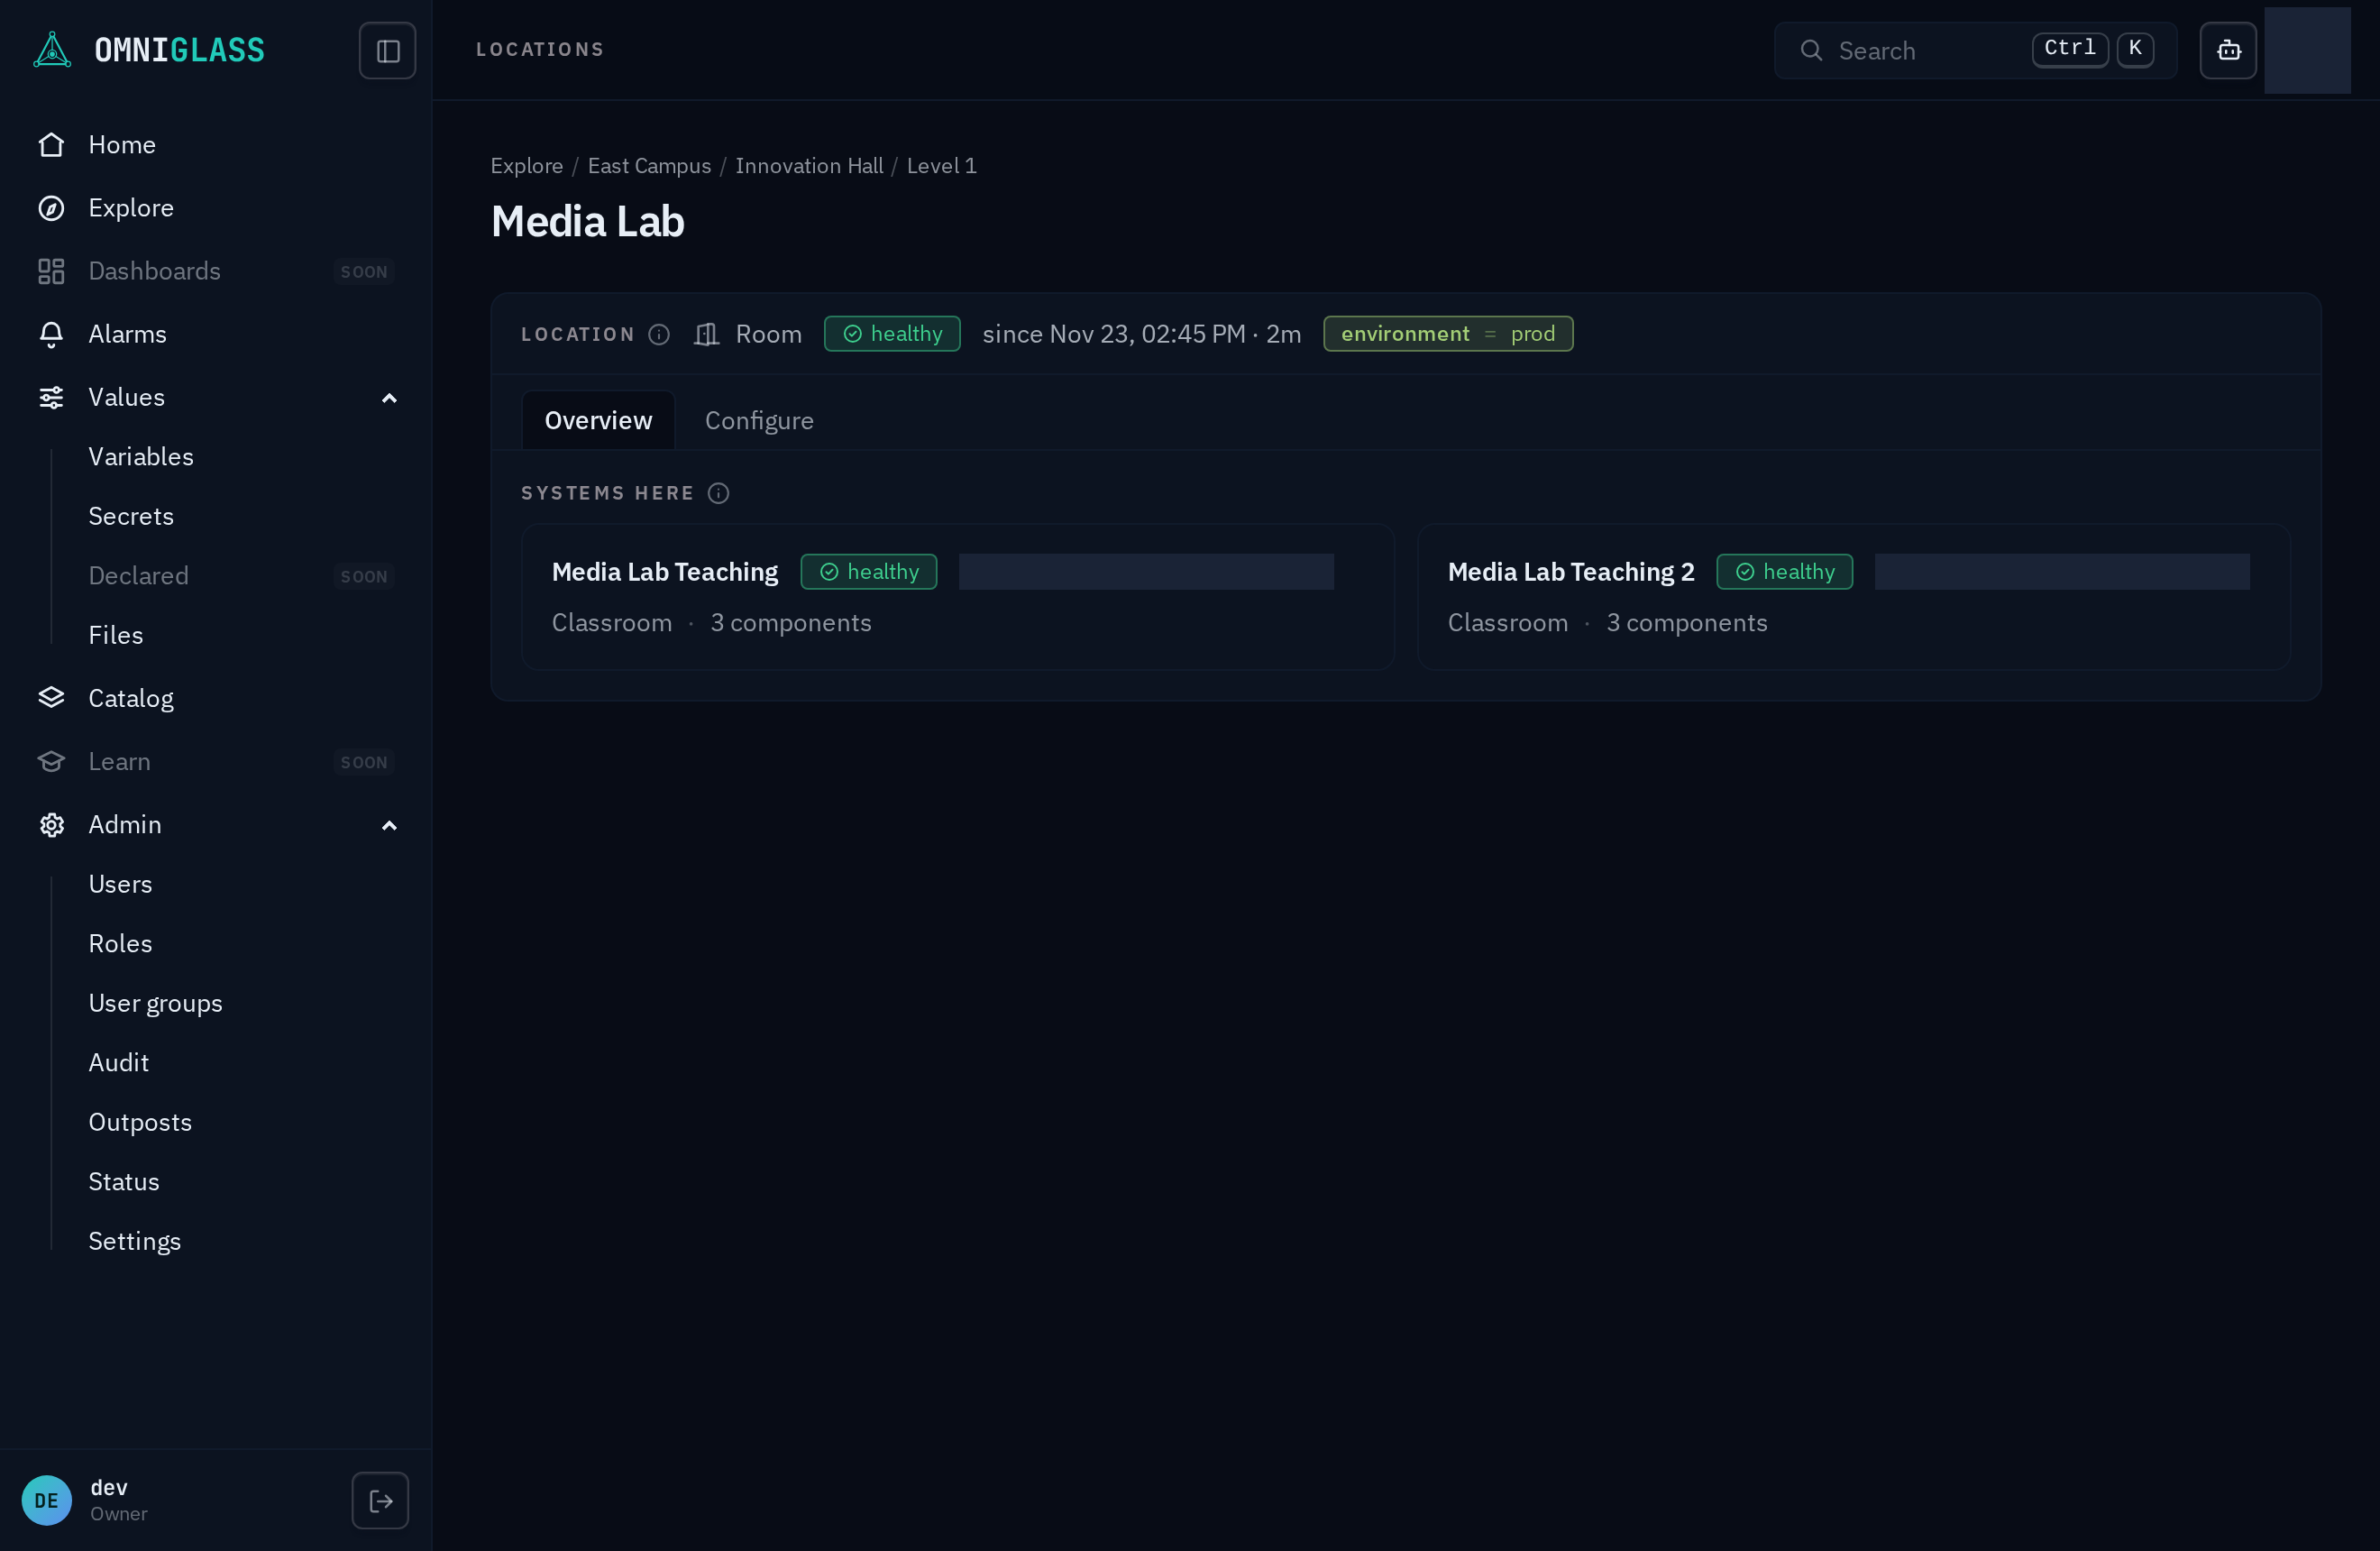 OMNIGLASS
LOCATIONS
Search Ctrl K
Home
Explore
Dashboards SOON
Alarms
Values
Variables
Secrets
Declared SOON
Files
Catalog
Learn SOON
Admin
Users
Roles
User groups
Audit
Outposts
Status
Settings
DE dev
Owner
Explore / East Campus / Innovation Hall / Level 1
Media Lab
LOCATION Room healthy since Nov 23, 02:45 PM · 2m environment = prod
Overview Configure
SYSTEMS HERE
Media Lab Teaching healthy
Classroom · 3 components
Media Lab Teaching 2 healthy
Classroom · 3 components